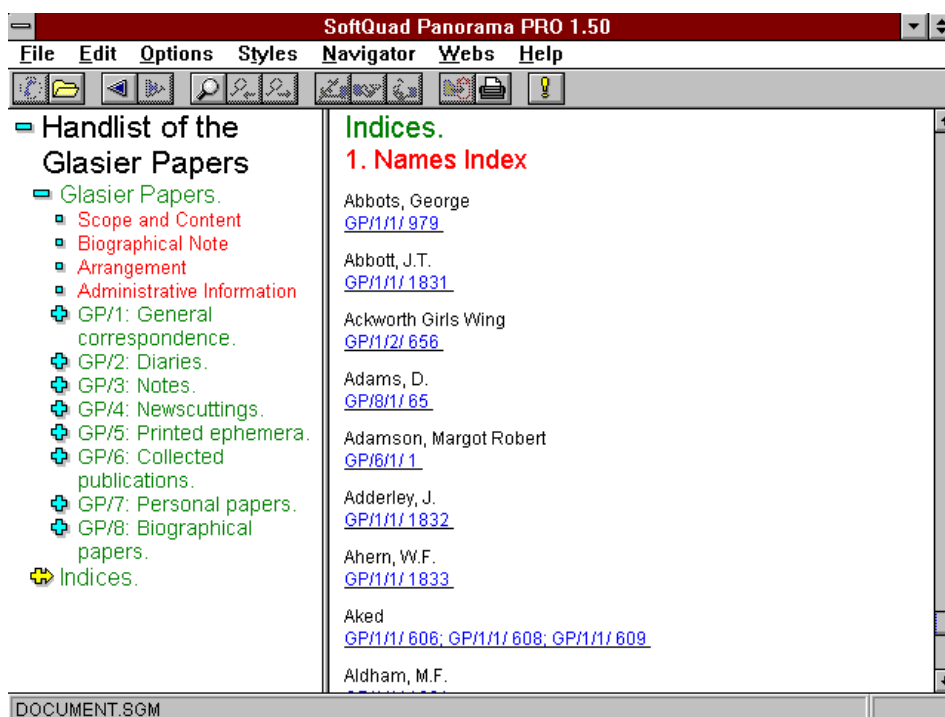 SoftQuad Panorama PRO 1.50
File Edit Options Styles Navigator Webs Help
Handlist of the
Glasier Papers
Glasier Papers.
Scope and Content
Biographical Note
Arrangement
Administrative Information
GP/1: General
correspondence.
GP/2: Diaries.
GP/3: Notes.
GP/4: Newscuttings.
GP/5: Printed ephemera.
GP/6: Collected
publications.
GP/7: Personal papers.
GP/8: Biographical
papers.
Indices.
Indices.
1. Names Index
Abbots, George
GP/1/1/ 979
Abbott, J.T.
GP/1/1/ 1831
Ackworth Girls Wing
GP/1/2/ 656
Adams, D.
GP/8/1/ 65
Adamson, Margot Robert
GP/6/1/ 1
Adderley, J.
GP/1/1/ 1832
Ahern, W.F.
GP/1/1/ 1833
Aked
GP/1/1/ 606; GP/1/1/ 608; GP/1/1/ 609
Aldham, M.F.
DOCUMENT.SGM